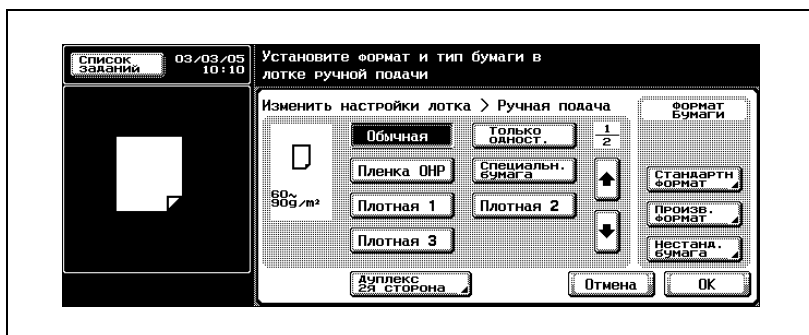 Список
заданий
03/03/05
10:10
Установите формат и тип бумаги в
лотке ручной подачи
Изменить настройки лотка > Ручная подача
Формат
Бумаги
Обычная
Только
одност.
1
2
Пленка OHP
Специальн.
бумага
Стандартн
формат
60~
90g/m²
Плотная 1
Плотная 2
Произв.
формат
Плотная 3
Нестанд.
бумага
Дуплекс
2я сторона
Отмена
OK